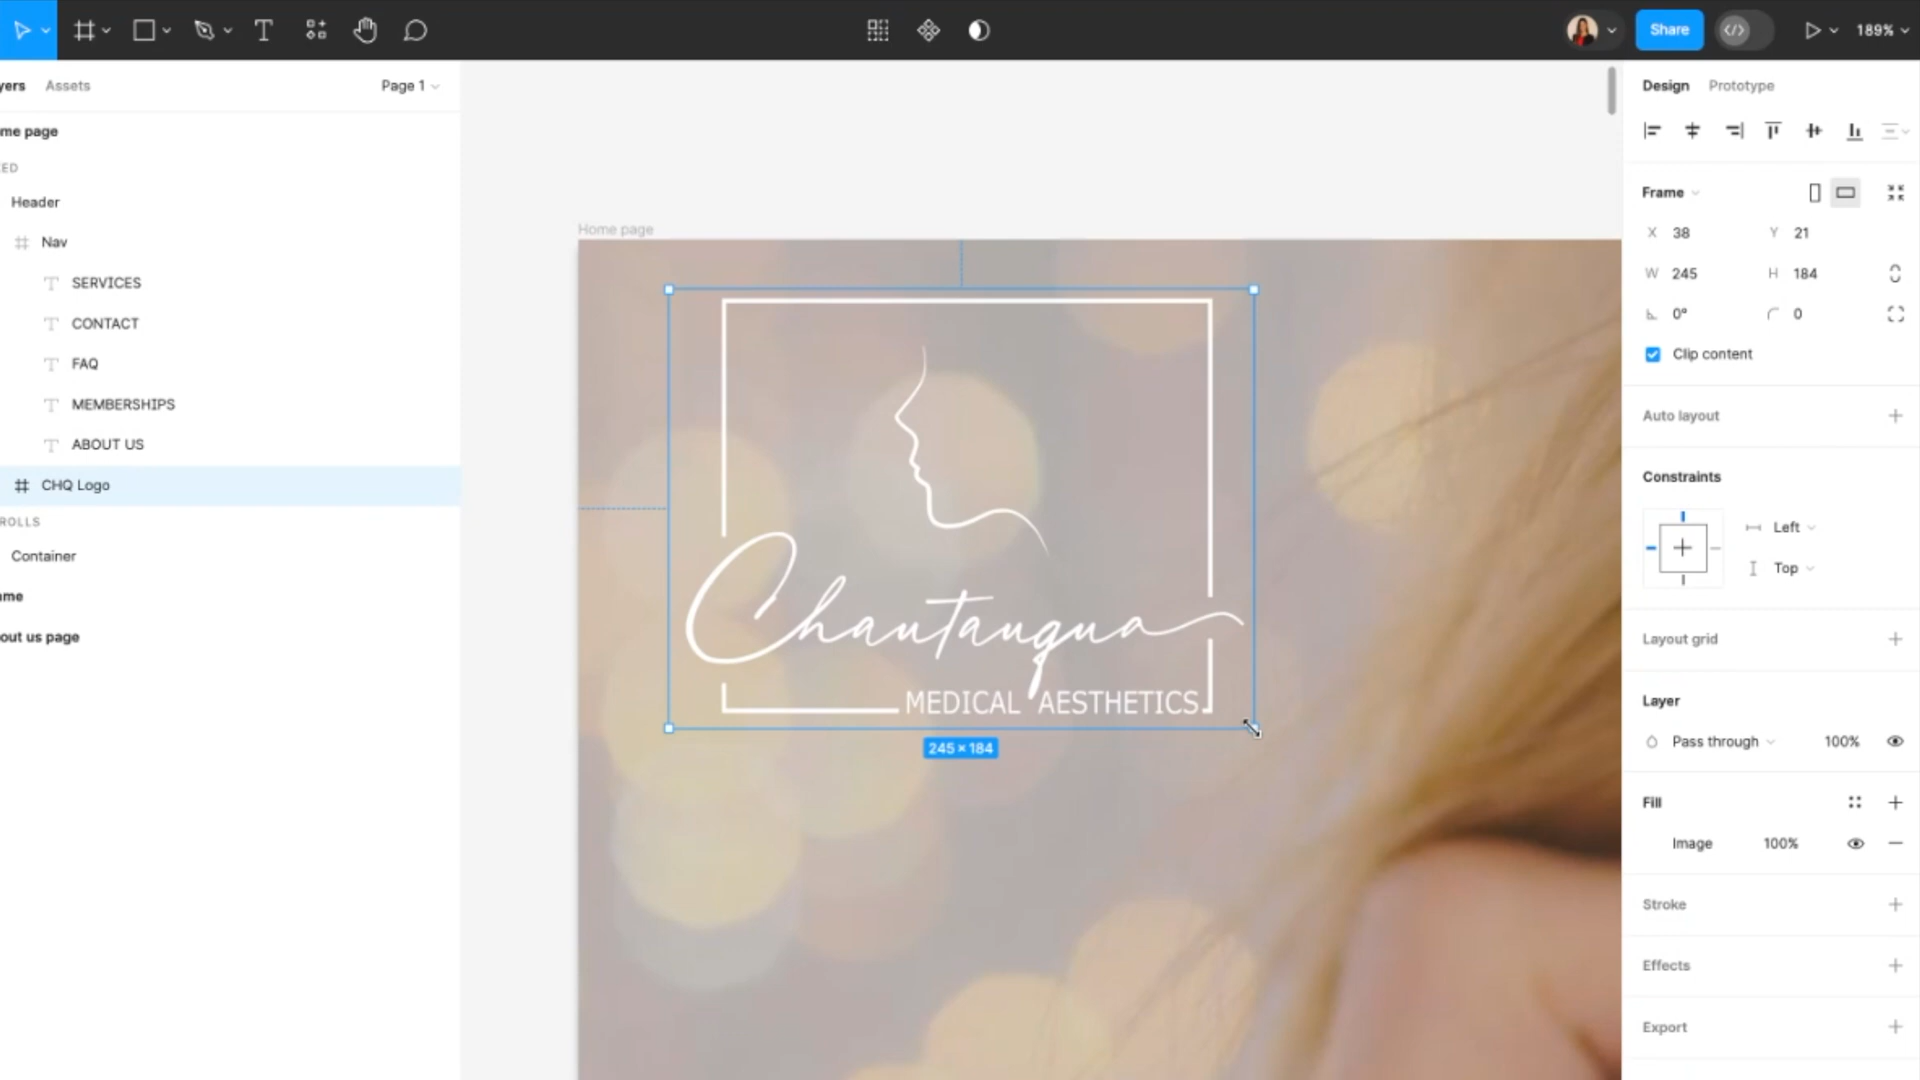 Share
189%
yers
Assets
Page 1
Design
Prototype
me page
ED
Header
Nav
SERVICES
CONTACT
FAQ
MEMBERSHIPS
ABOUT US
CHQ Logo
ROLLS
Container
ame
out us page
Home page
Chautauqua
MEDICAL AESTHETICS
245 × 184
Frame
X 38 Y 21
W 245 H 184
0° 0
Clip content
Auto layout
Constraints
Left
Top
Layout grid
Layer
Pass through 100%
Fill
Image 100%
Stroke
Effects
Export